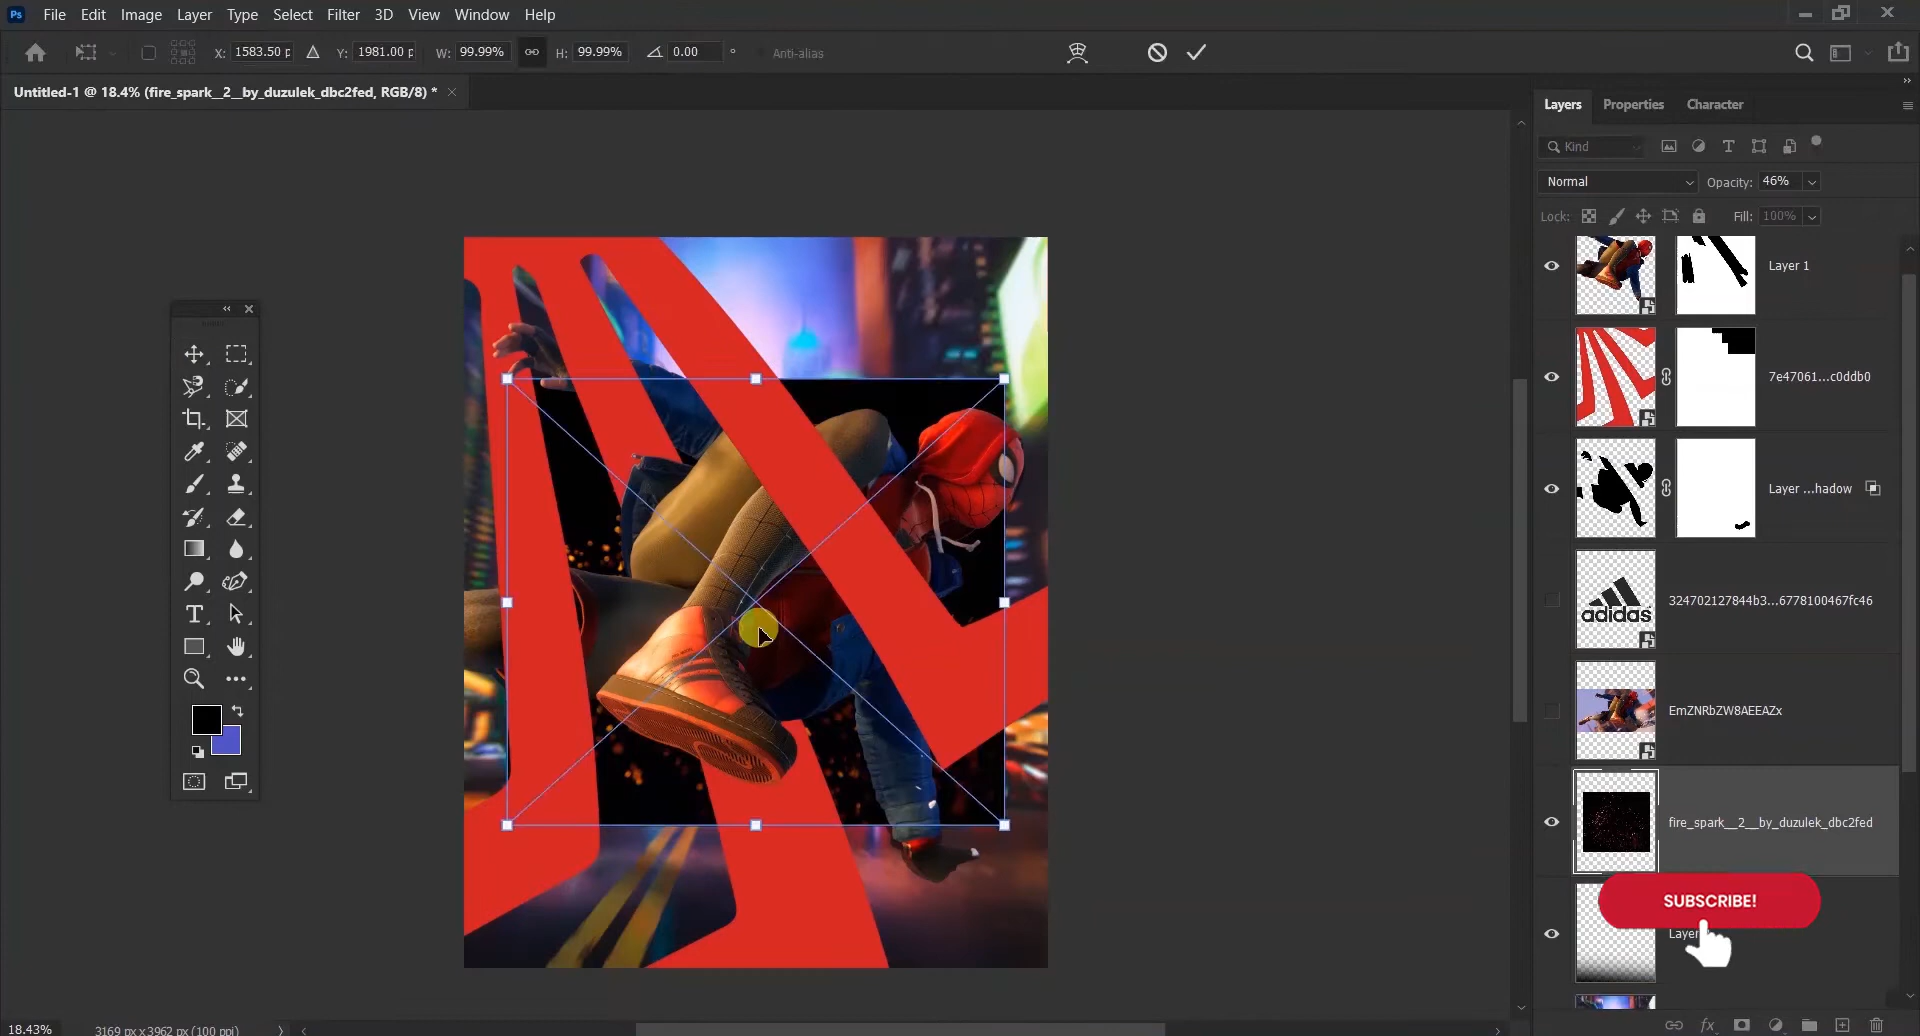 Ps File Edit Image Layer Type Select Filter 3D View Window Help
X: 1583.50 p Y: 1981.00 p W: 99.99% H: 99.99% 0.00 ° Anti-alias
Untitled-1 @ 18.4% (fire_spark__2__by_duzulek_dbc2fed, RGB/8) *
Layers Properties Character
Kind
Normal Opacity: 46%
Lock: Fill: 100%
Layer 1
7e47061...c0ddb0
Layer ...hadow
adidas
324702127844b3...6778100467fc46
EmZNRbZW8AEEAZx
fire_spark__2__by_duzulek_dbc2fed
SUBSCRIBE!
Layer
18.43% 3169 px x 3962 px (100 ppi)
fx